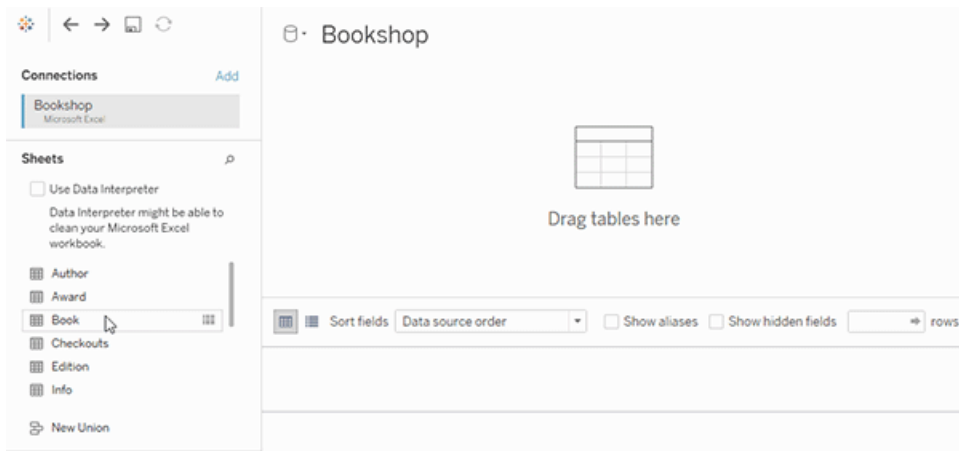 Bookshop
Connections
Add
Bookshop
Microsoft Excel
Sheets
Use Data Interpreter
Data Interpreter might be able to
clean your Microsoft Excel
workbook.
Author
Award
Book
Checkouts
Edition
Info
New Union
Drag tables here
Sort fields Data source order Show aliases Show hidden fields rows